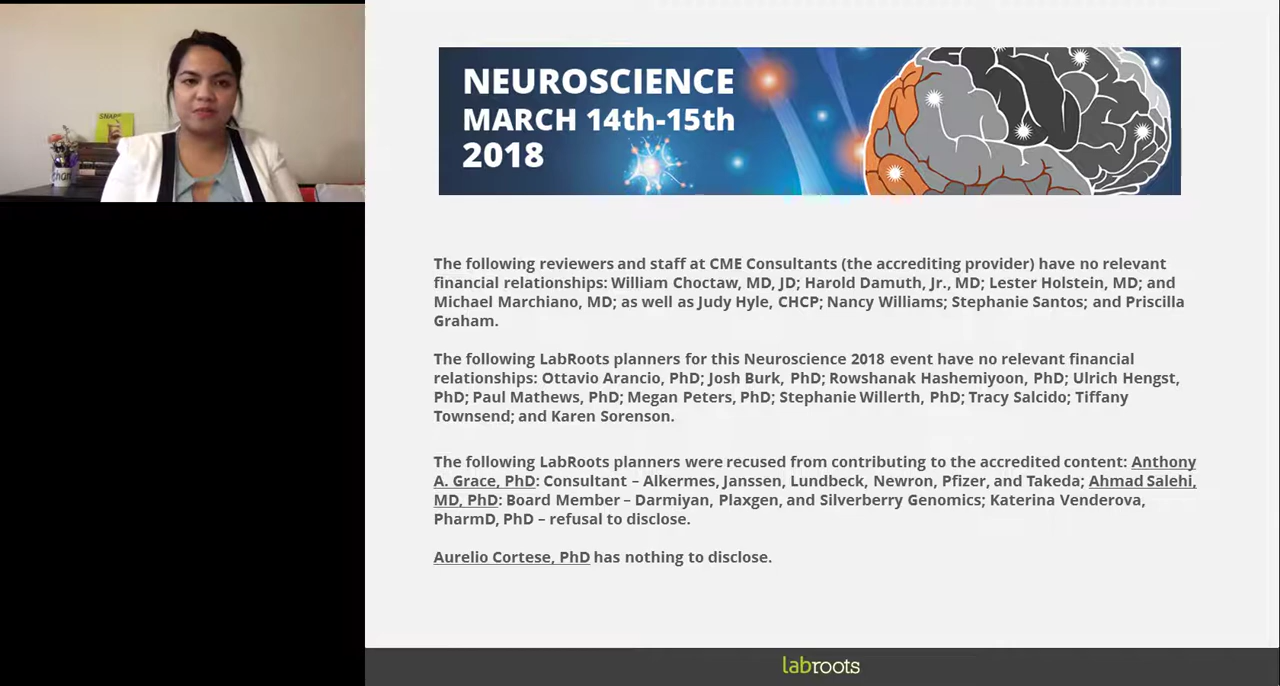 SNAP!
chan
NEUROSCIENCE
MARCH 14th-15th
2018
The following reviewers and staff at CME Consultants (the accrediting provider) have no relevant
financial relationships: William Choctaw, MD, JD; Harold Damuth, Jr., MD; Lester Holstein, MD; and
Michael Marchiano, MD; as well as Judy Hyle, CHCP; Nancy Williams; Stephanie Santos; and Priscilla
Graham.
The following LabRoots planners for this Neuroscience 2018 event have no relevant financial
relationships: Ottavio Arancio, PhD; Josh Burk, PhD; Rowshanak Hashemiyoon, PhD; Ulrich Hengst,
PhD; Paul Mathews, PhD; Megan Peters, PhD; Stephanie Willerth, PhD; Tracy Salcido; Tiffany
Townsend; and Karen Sorenson.
The following LabRoots planners were recused from contributing to the accredited content: Anthony
A. Grace, PhD: Consultant – Alkermes, Janssen, Lundbeck, Newron, Pfizer, and Takeda; Ahmad Salehi,
MD, PhD: Board Member – Darmiyan, Plaxgen, and Silverberry Genomics; Katerina Venderova,
PharmD, PhD – refusal to disclose.
Aurelio Cortese, PhD has nothing to disclose.
labroots